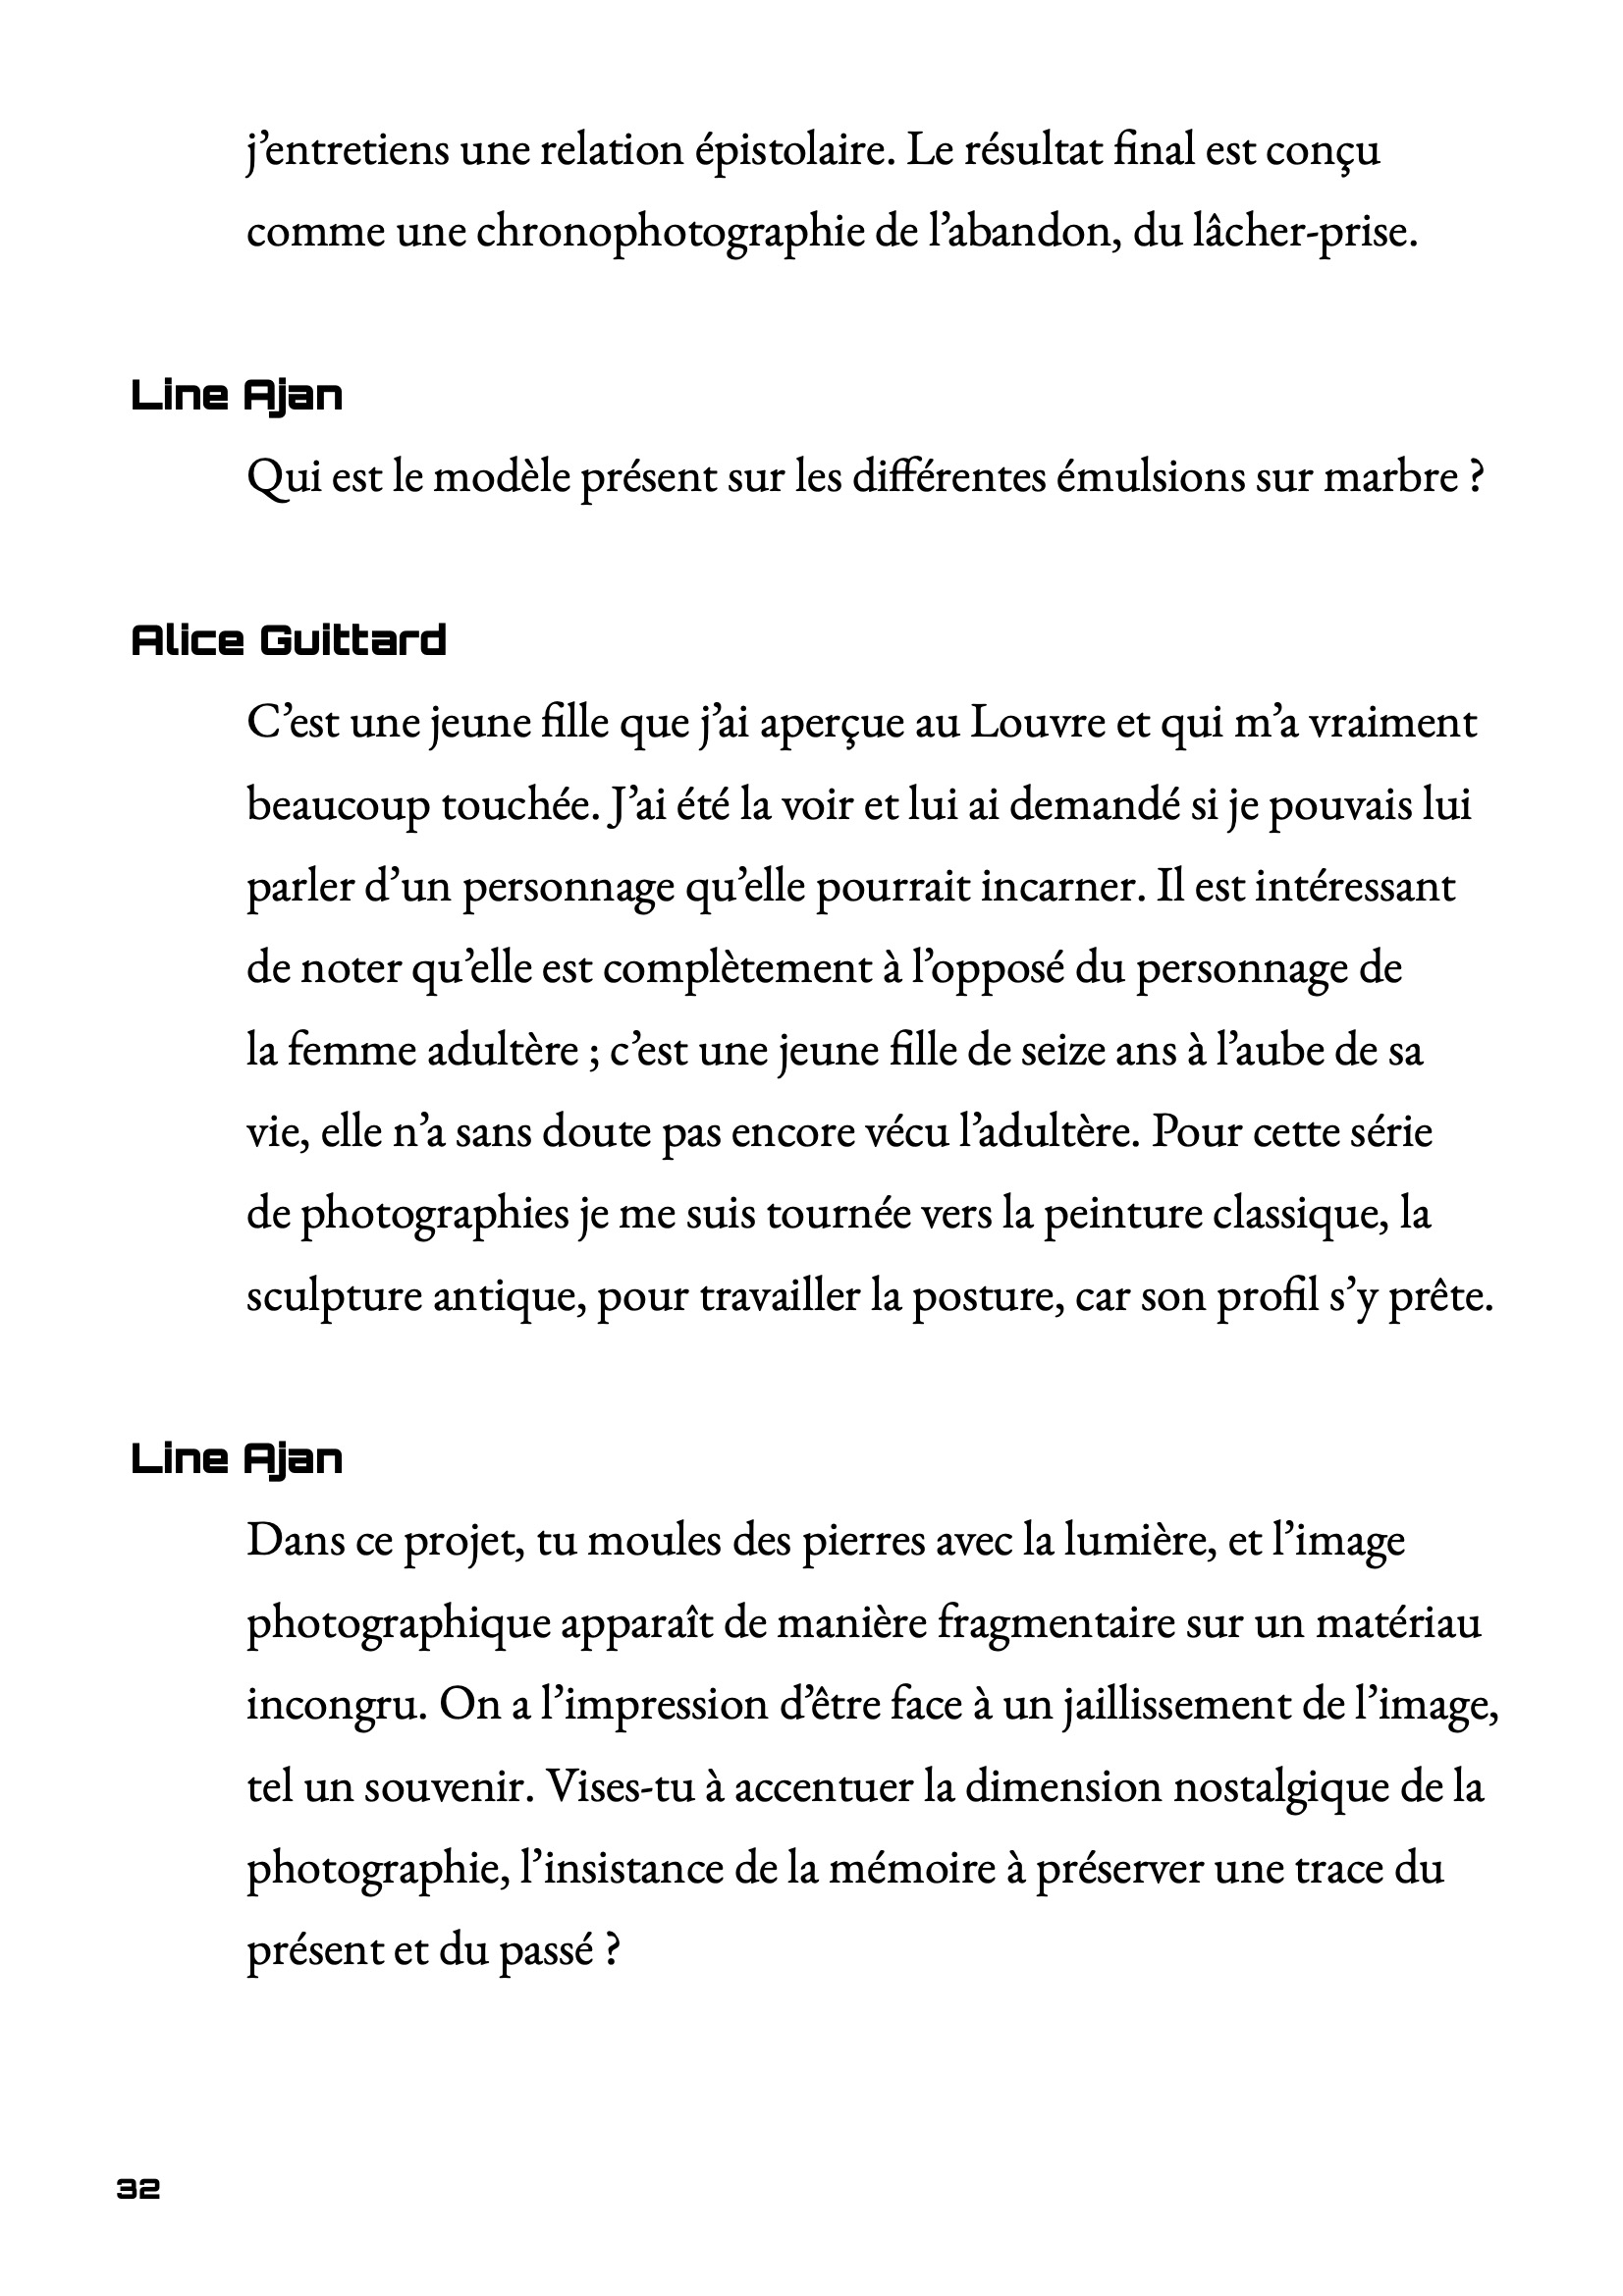 j’entretiens une relation épistolaire. Le résultat final est conçu
comme une chronophotographie de l’abandon, du lâcher-prise.
Line Ajan
Qui est le modèle présent sur les différentes émulsions sur marbre ?
Alice Guittard
C’est une jeune fille que j’ai aperçue au Louvre et qui m’a vraiment
beaucoup touchée. J’ai été la voir et lui ai demandé si je pouvais lui
parler d’un personnage qu’elle pourrait incarner. Il est intéressant
de noter qu’elle est complètement à l’opposé du personnage de
la femme adultère ; c’est une jeune fille de seize ans à l’aube de sa
vie, elle n’a sans doute pas encore vécu l’adultère. Pour cette série
de photographies je me suis tournée vers la peinture classique, la
sculpture antique, pour travailler la posture, car son profil s’y prête.
Line Ajan
Dans ce projet, tu moules des pierres avec la lumière, et l’image
photographique apparaît de manière fragmentaire sur un matériau
incongru. On a l’impression d’être face à un jaillissement de l’image,
tel un souvenir. Vises-tu à accentuer la dimension nostalgique de la
photographie, l’insistance de la mémoire à préserver une trace du
présent et du passé ?
32